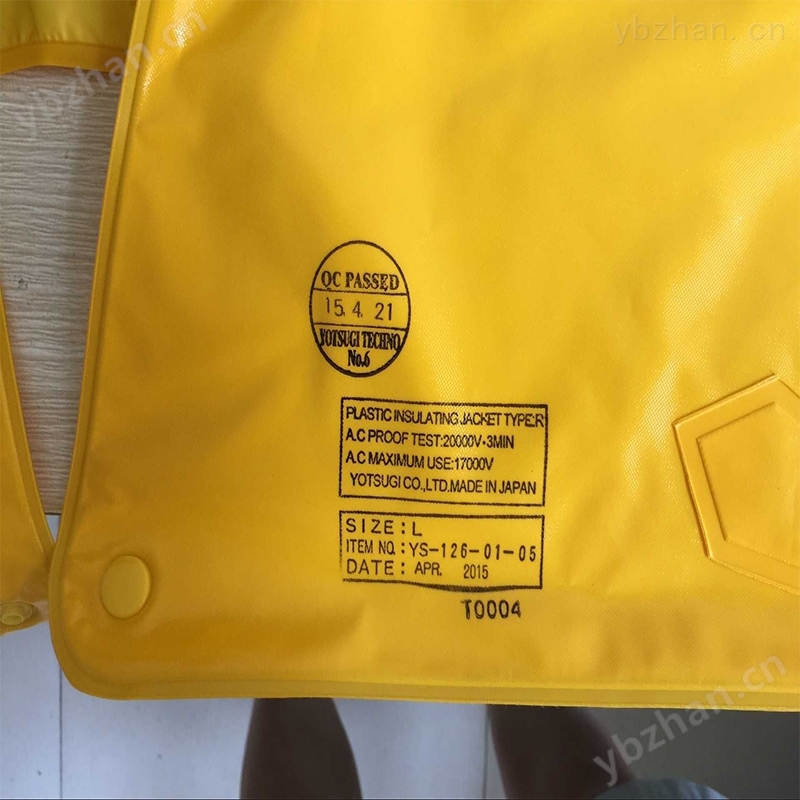 ybzhan.cn
ybzhan.cn
QC PASSED
15. 4. 21
YOTSUGI TECHNO
No.6
PLASTIC INSULATING JACKET TYPE:R
A.C PROOF TEST:20000V-3MIN
A.C MAXIMUM USE:17000V
YOTSUGI CO.,LTD.MADE IN JAPAN
SIZE: L
ITEM NO.: YS-126-01-05
DATE: APR. 2015
T0004
ybzhan.cn